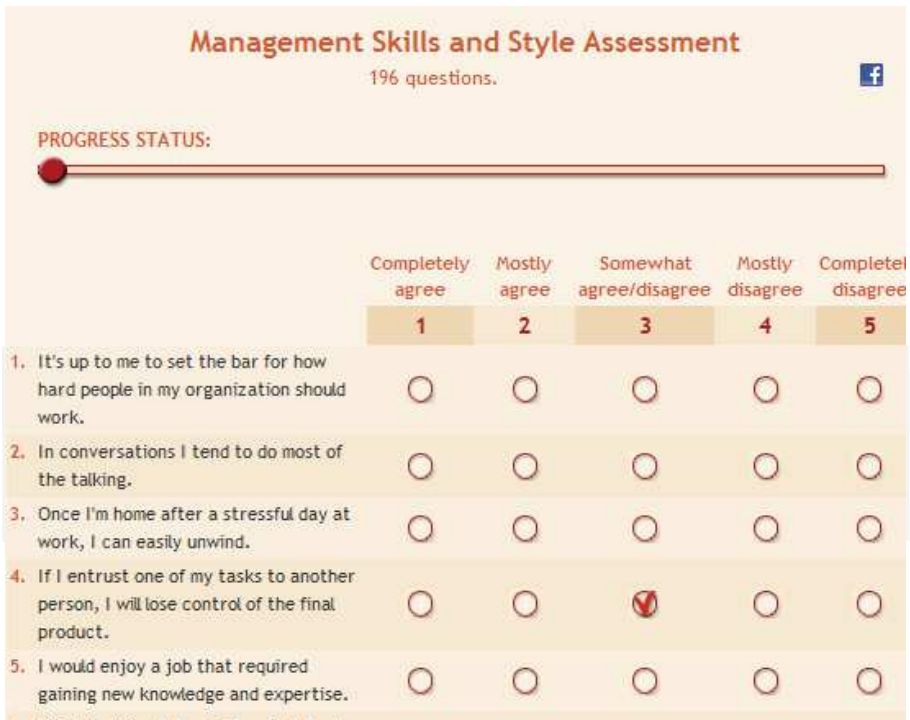 Management Skills and Style Assessment
196 questions.
f
PROGRESS STATUS:
Completely Mostly Somewhat Mostly Completel
agree agree agree/disagree disagree disagree
1 2 3 4 5
1. It's up to me to set the bar for how
hard people in my organization should
work.
2. In conversations I tend to do most of
the talking.
3. Once I'm home after a stressful day at
work, I can easily unwind.
4. If I entrust one of my tasks to another
person, I will lose control of the final
product.
5. I would enjoy a job that required
gaining new knowledge and expertise.